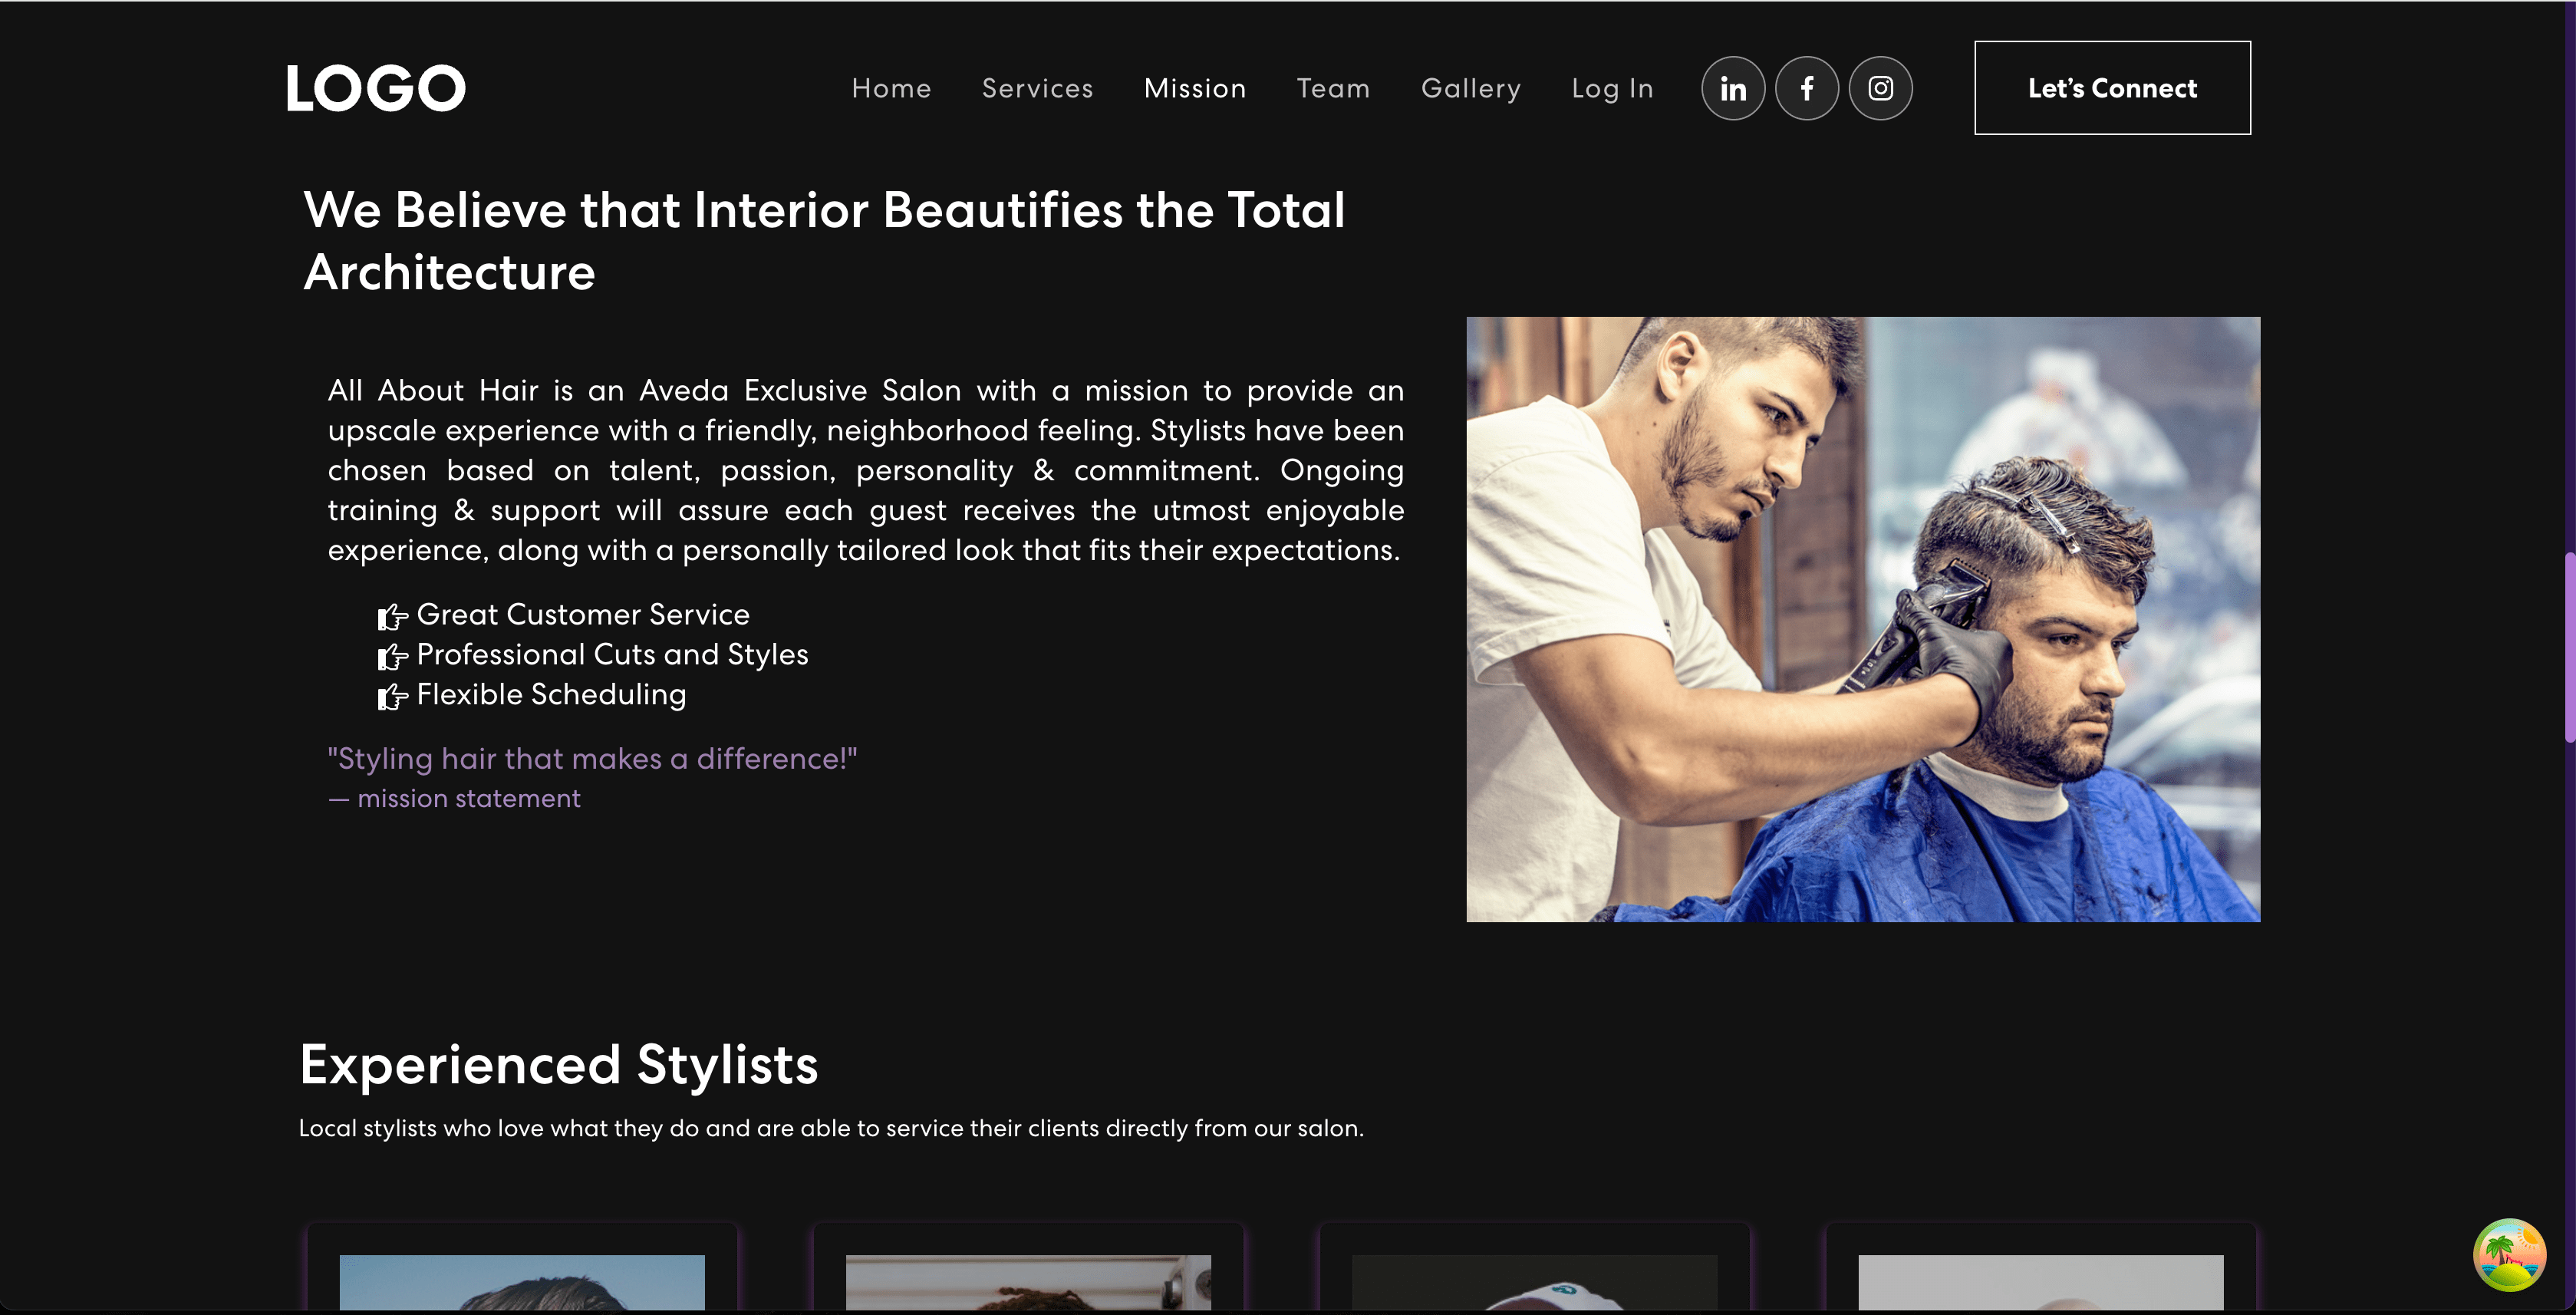 LOGO
Home
Services
Mission
Team
Gallery
Log In
in
f
Let’s Connect
We Believe that Interior Beautifies the Total
Architecture
All About Hair is an Aveda Exclusive Salon with a mission to provide an
upscale experience with a friendly, neighborhood feeling. Stylists have been
chosen based on talent, passion, personality & commitment. Ongoing
training & support will assure each guest receives the utmost enjoyable
experience, along with a personally tailored look that fits their expectations.
Great Customer Service
Professional Cuts and Styles
Flexible Scheduling
"Styling hair that makes a difference!"
— mission statement
Experienced Stylists
Local stylists who love what they do and are able to service their clients directly from our salon.